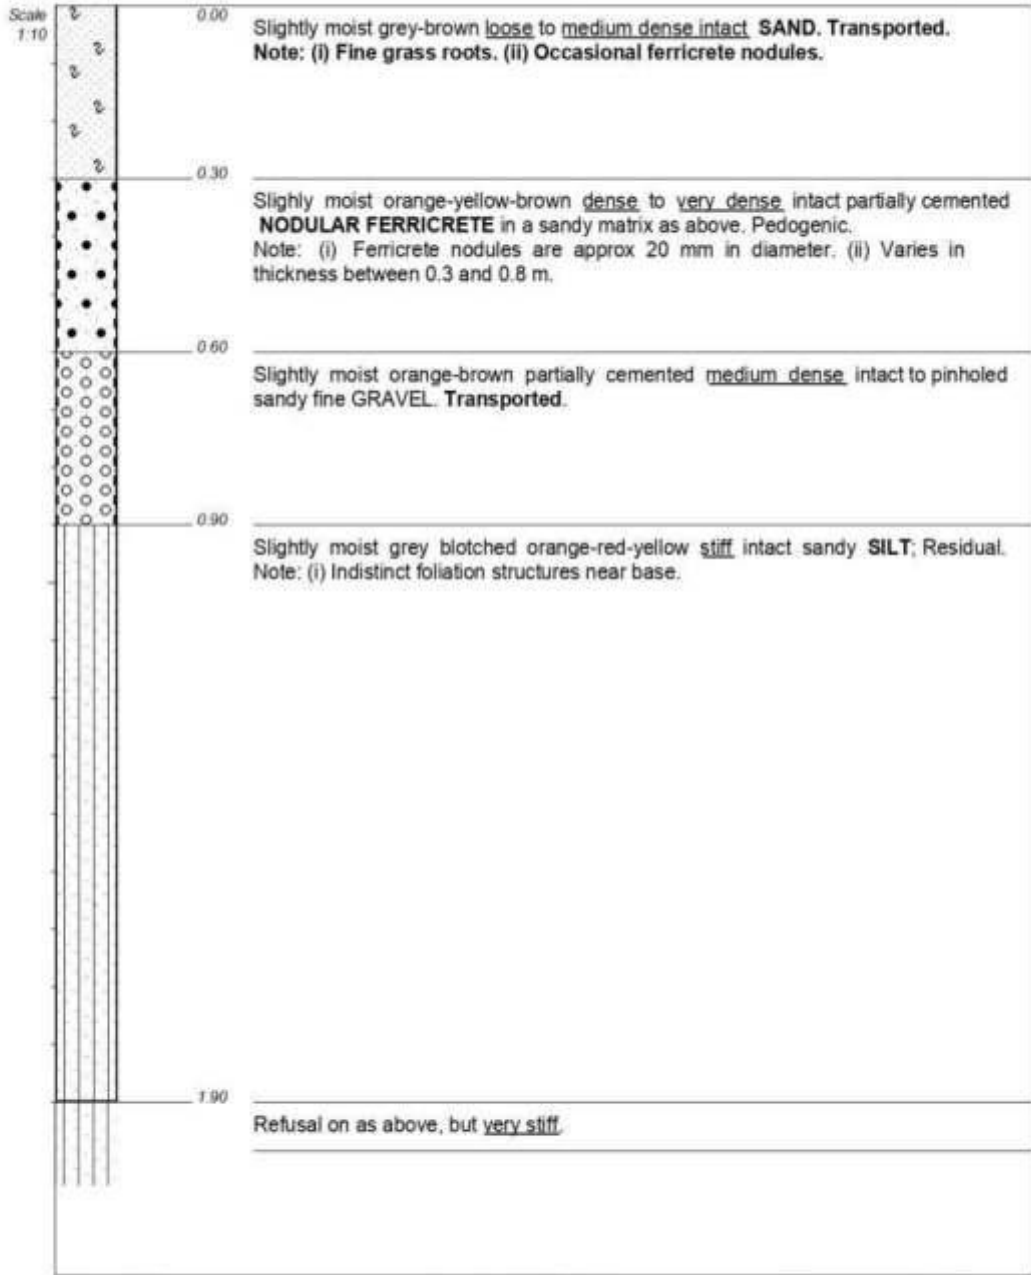 Scale
1:10
0.00
Slightly moist grey-brown loose to medium dense intact SAND. Transported.
Note: (i) Fine grass roots. (ii) Occasional ferricrete nodules.
0.30
Slighly moist orange-yellow-brown dense to very dense intact partially cemented
NODULAR FERRICRETE in a sandy matrix as above. Pedogenic.
Note: (i) Ferricrete nodules are approx 20 mm in diameter. (ii) Varies in
thickness between 0.3 and 0.8 m.
0.60
Slightly moist orange-brown partially cemented medium dense intact to pinholed
sandy fine GRAVEL. Transported.
0.90
Slightly moist grey blotched orange-red-yellow stiff intact sandy SILT; Residual.
Note: (i) Indistinct foliation structures near base.
1.90
Refusal on as above, but very stiff.